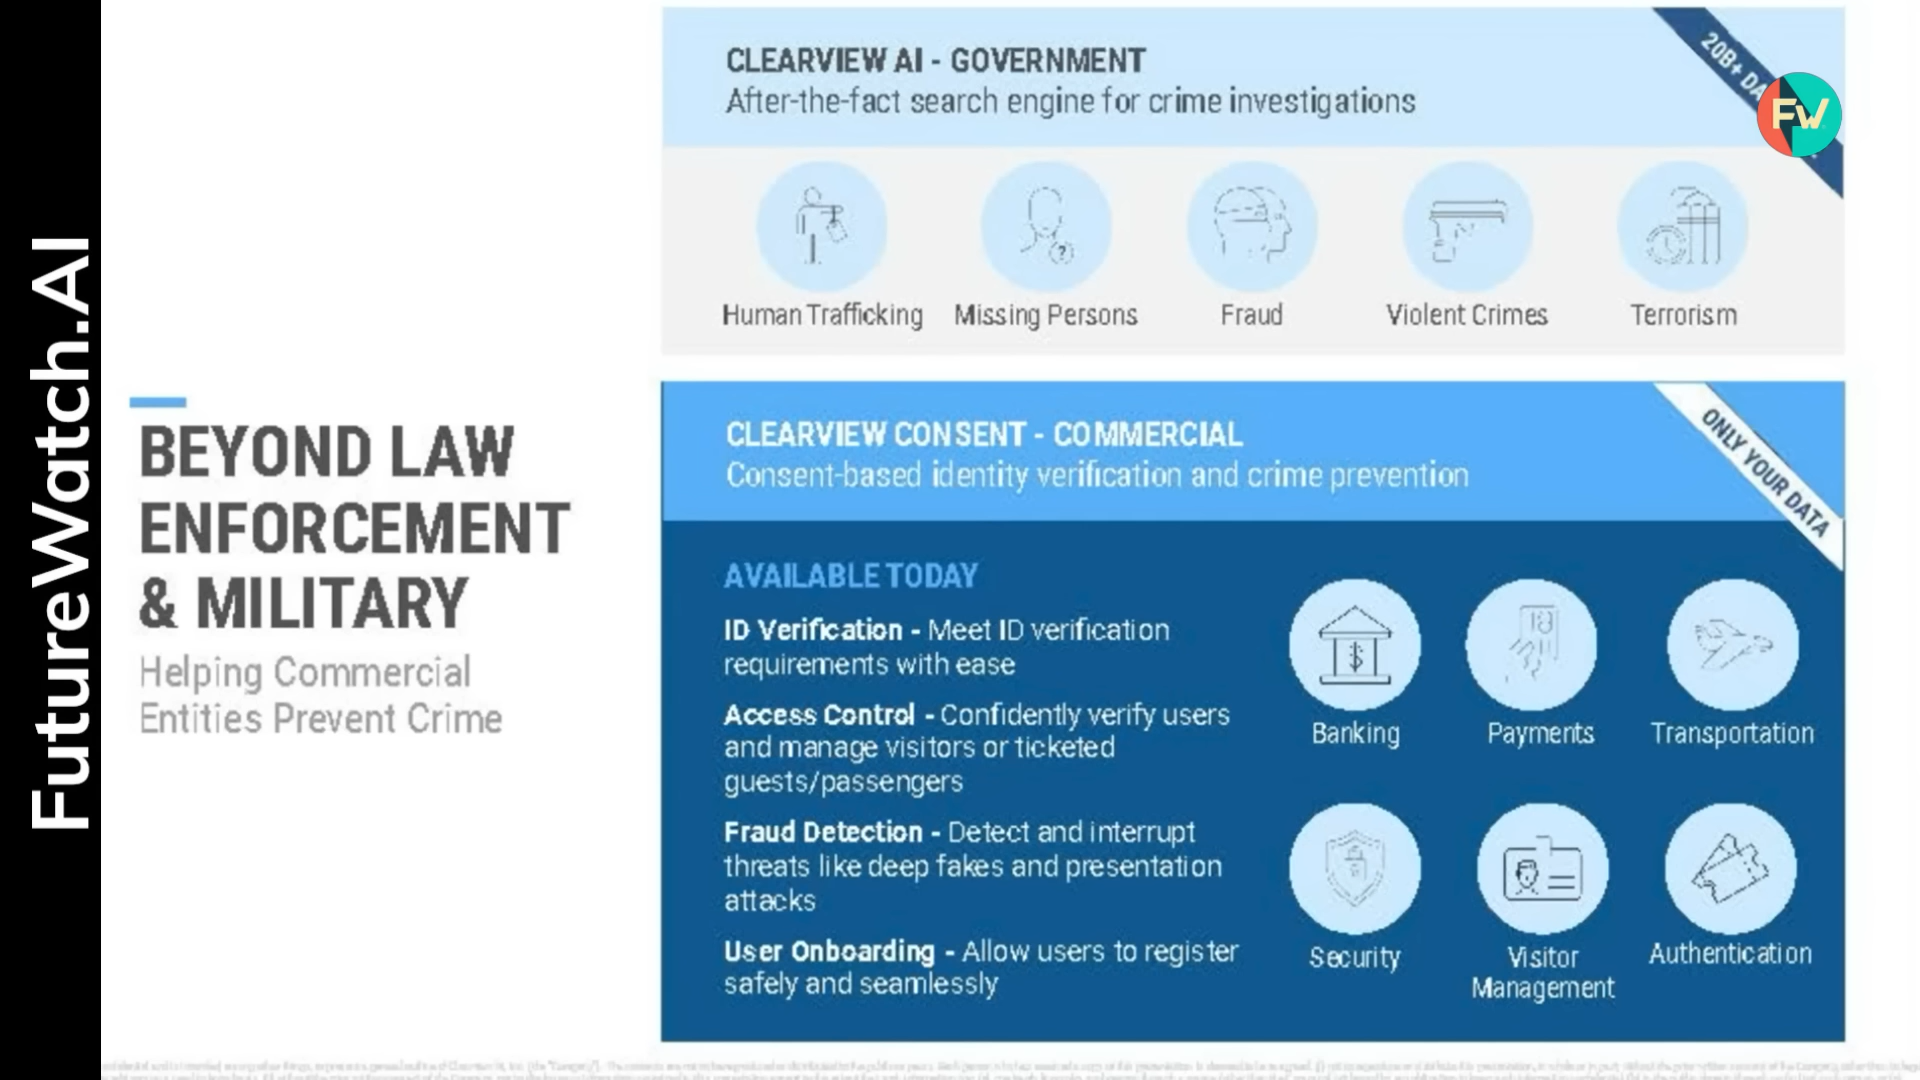 FutureWatch.AI
BEYOND LAW
ENFORCEMENT
& MILITARY
Helping Commercial
Entities Prevent Crime
CLEARVIEW AI - GOVERNMENT
After-the-fact search engine for crime investigations
20B+
FW
Human Trafficking
Missing Persons
Fraud
Violent Crimes
Terrorism
CLEARVIEW CONSENT - COMMERCIAL
Consent-based identity verification and crime prevention
ONLY YOUR DATA
AVAILABLE TODAY
ID Verification - Meet ID verification
requirements with ease
Access Control - Confidently verify users
and manage visitors or ticketed
guests/passengers
Fraud Detection - Detect and interrupt
threats like deep fakes and presentation
attacks
User Onboarding - Allow users to register
safely and seamlessly
Banking
Payments
Transportation
Security
Visitor
Management
Authentication